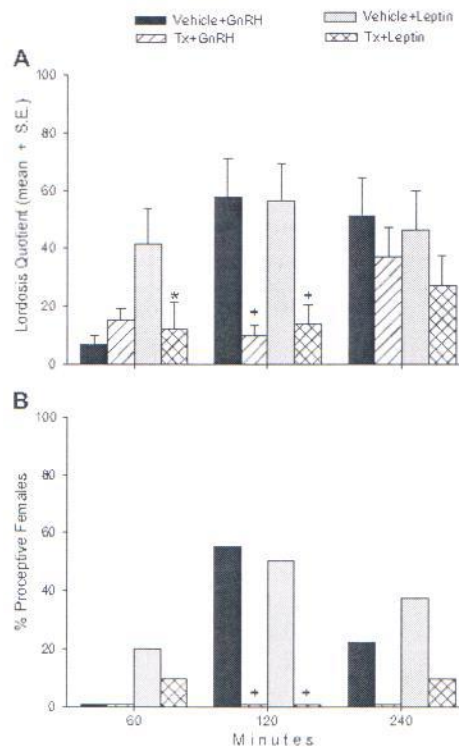 Vehicle+GnRH Vehicle+Leptin
Tx+GnRH Tx+Leptin
A
100
80
60
40
20
0
Lordosis Quotient (mean + S.E.)
* + +
B
100
80
60
40
20
0
% Proceptive Females
+ +
60 120 240
Minutes